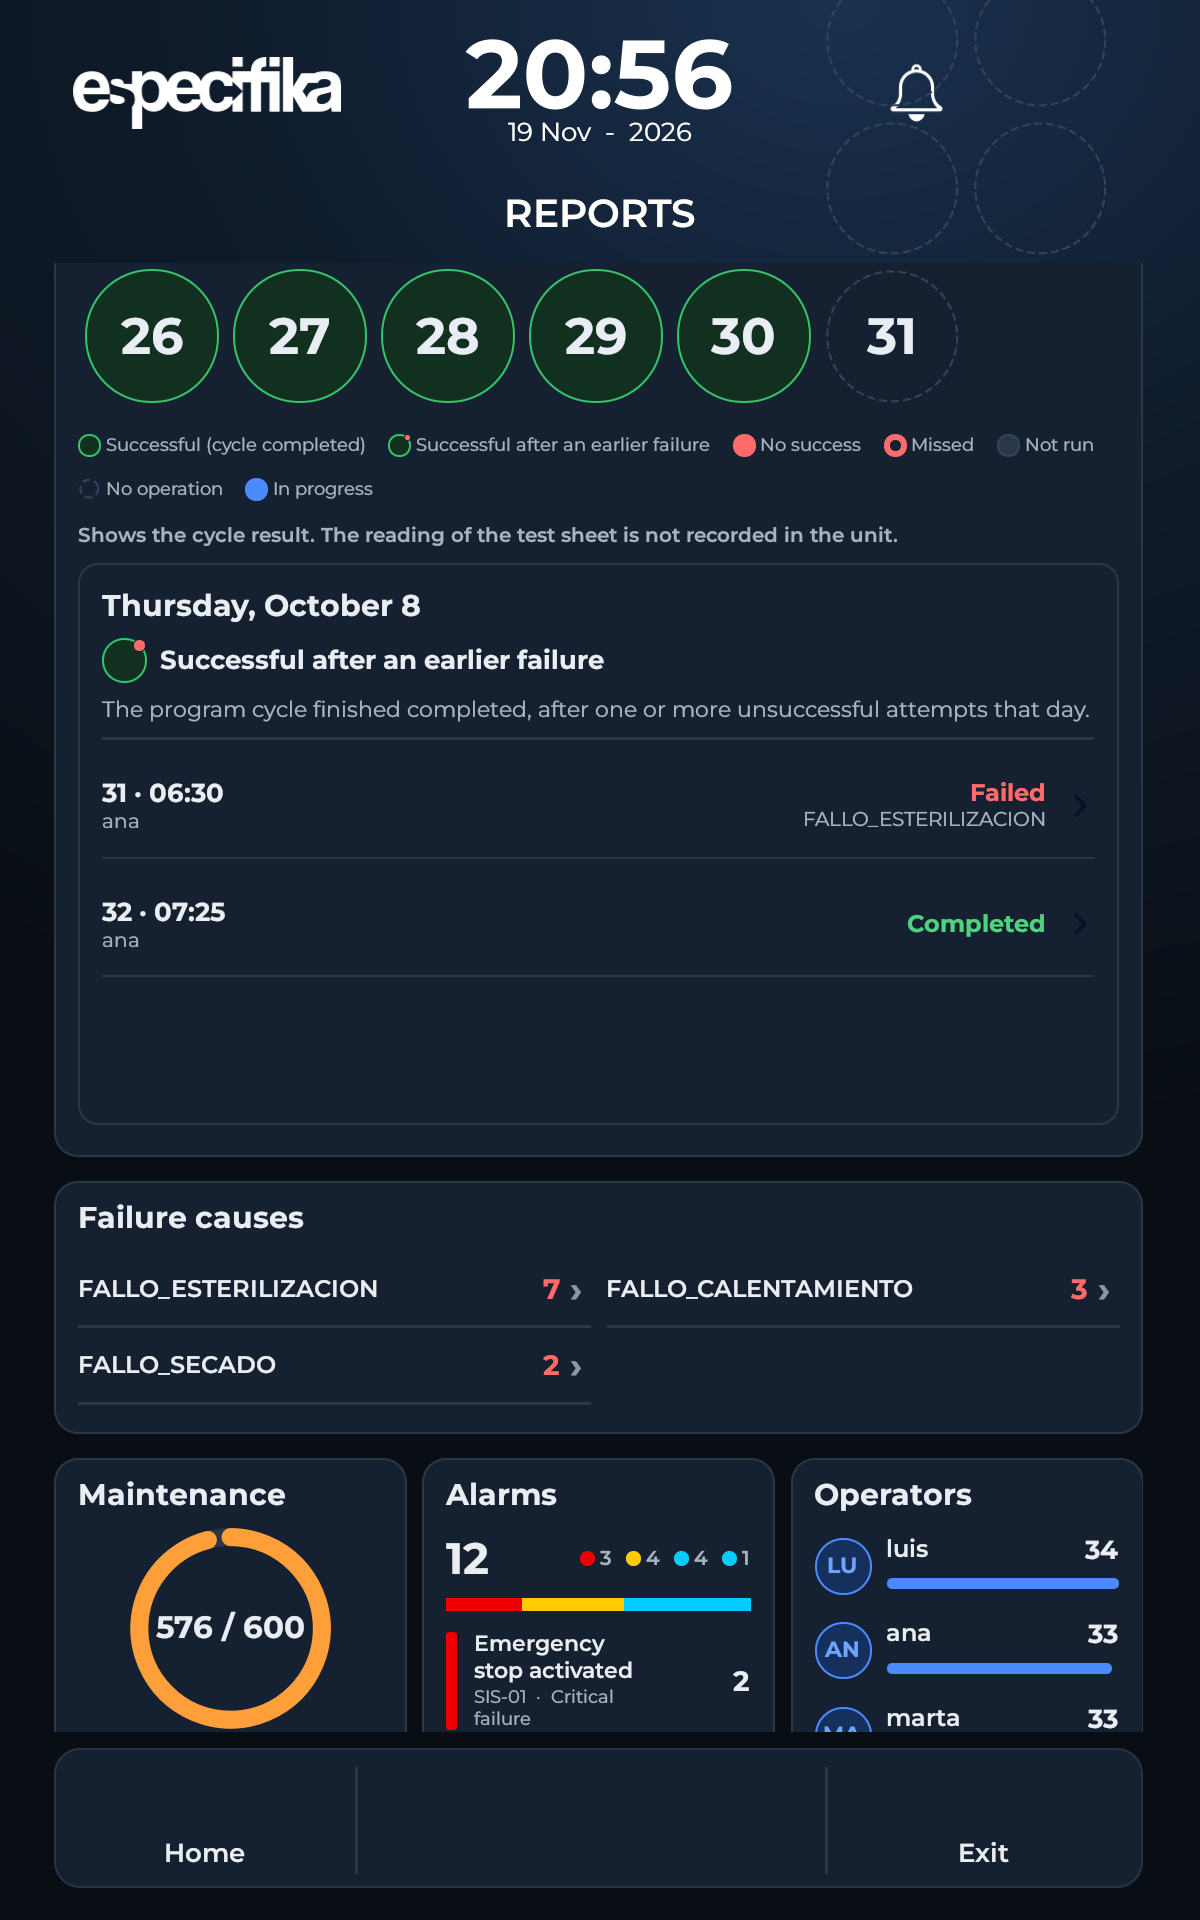 especifika
20:56
19 Nov - 2026
REPORTS
26 27 28 29 30 31
Successful (cycle completed) Successful after an earlier failure No success Missed Not run
No operation In progress
Shows the cycle result. The reading of the test sheet is not recorded in the unit.
Thursday, October 8
Successful after an earlier failure
The program cycle finished completed, after one or more unsuccessful attempts that day.
31 · 06:30
ana
Failed
FALLO_ESTERILIZACION
32 · 07:25
ana
Completed
Failure causes
FALLO_ESTERILIZACION 7 ›
FALLO_CALENTAMIENTO 3 ›
FALLO_SECADO 2 ›
Maintenance
576 / 600
Alarms
12 3 4 4 1
Emergency
stop activated
SIS-01 · Critical
failure
2
Operators
LU luis 34
AN ana 33
MA marta 33
Home
Exit